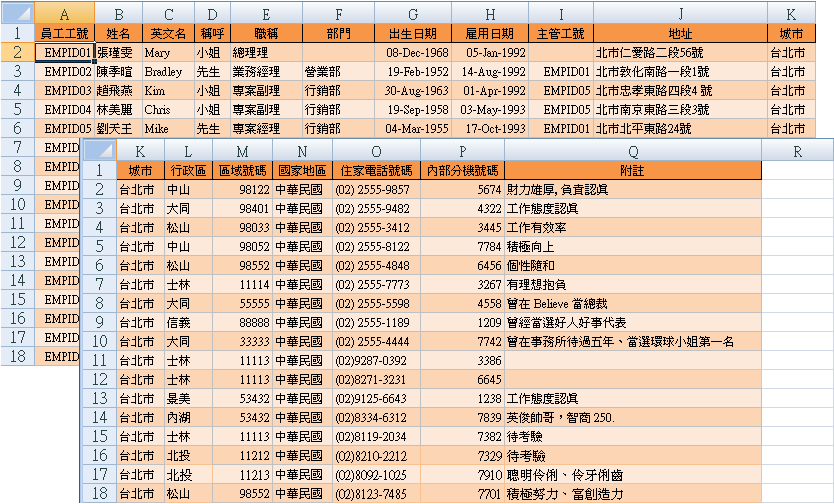 A B C D E F G H I J K
1 員工工號 姓名 英文名 稱呼 職稱 部門 出生日期 雇用日期 主管工號 地址 城市
2 EMPID01 張瑾雯 Mary 小姐 總理理 08-Dec-1968 05-Jan-1992 北市仁愛路二段56號 台北市
3 EMPID02 陳季暄 Bradley 先生 業務經理 營業部 19-Feb-1952 14-Aug-1992 EMPID01 北市敦化南路一段1號 台北市
4 EMPID03 趙飛燕 Kim 小姐 專案副理 行銷部 30-Aug-1963 01-Apr-1992 EMPID05 北市忠孝東路四段4 號 台北市
5 EMPID04 林美麗 Chris 小姐 專案副理 行銷部 19-Sep-1958 03-May-1993 EMPID05 北市南京東路三段3號 台北市
6 EMPID05 劉天王 Mike 先生 專案經理 行銷部 04-Mar-1955 17-Oct-1993 EMPID01 北市北平東路24號 台北市
7 EMPID
8 EMPID
9 EMPID
10 EMPID
11 EMPID
12 EMPID
13 EMPID
14 EMPID
15 EMPID
16 EMPID
17 EMPID
18 EMPID
K L M N O P Q R
1 城市 行政區 區域號碼 國家地區 住家電話號碼 內部分機號碼 附註
2 台北市 中山 98122 中華民國 (02) 2555-9857 5674 財力雄厚, 負責認眞
3 台北市 大同 98401 中華民國 (02) 2555-9482 4322 工作態度認眞
4 台北市 松山 98033 中華民國 (02) 2555-3412 3445 工作有效率
5 台北市 中山 98052 中華民國 (02) 2555-8122 7784 積極向上
6 台北市 松山 98552 中華民國 (02) 2555-4848 6456 個性隨和
7 台北市 士林 11114 中華民國 (02) 2555-7773 3267 有理想抱負
8 台北市 大同 55555 中華民國 (02) 2555-5598 4558 曾在 Believe 當總裁
9 台北市 信義 88888 中華民國 (02) 2555-1189 1209 曾經當選好人好事代表
10 台北市 大同 33333 中華民國 (02) 2555-4444 7742 曾在事務所待過五年、當選環球小姐第一名
11 台北市 士林 11113 中華民國 (02)9287-0392 3386
12 台北市 士林 11113 中華民國 (02)8271-3231 6645
13 台北市 景美 53432 中華民國 (02)9125-6643 1238 工作態度認眞
14 台北市 內湖 53432 中華民國 (02)8334-6312 7839 英俊帥哥，智商 250.
15 台北市 士林 11113 中華民國 (02)8119-2034 7382 待考驗
16 台北市 北投 11212 中華民國 (02)8210-2212 7329 待考驗
17 台北市 北投 11213 中華民國 (02)8092-1025 7910 聰明伶俐、伶牙俐齒
18 台北市 松山 98552 中華民國 (02)8123-7485 7701 積極努力、富創造力